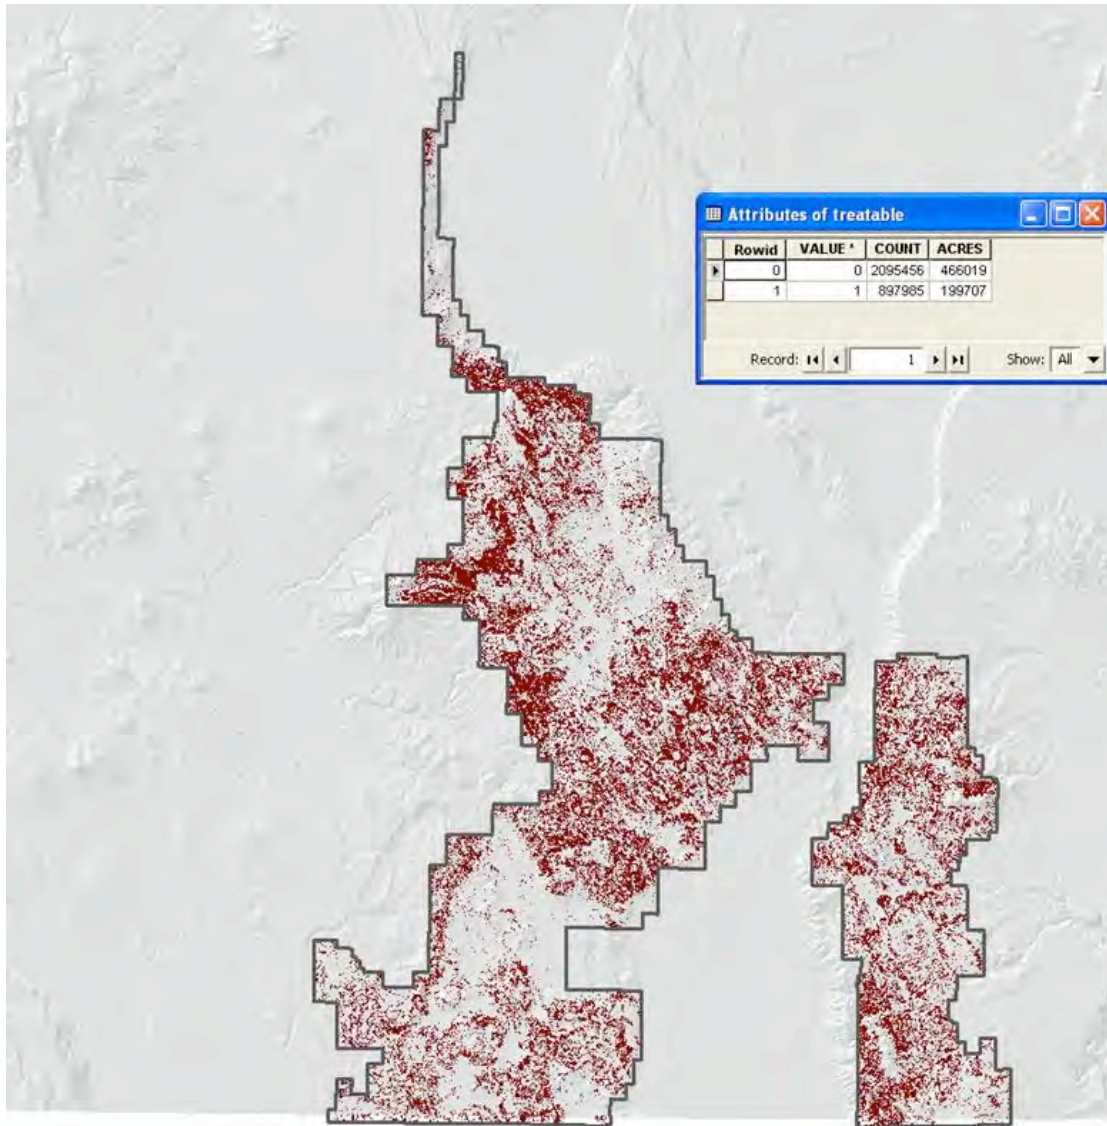 Attributes of treatable
Rowid VALUE * COUNT ACRES
0 0 2095456 466019
1 1 897985 199707
Record: 1 Show: All